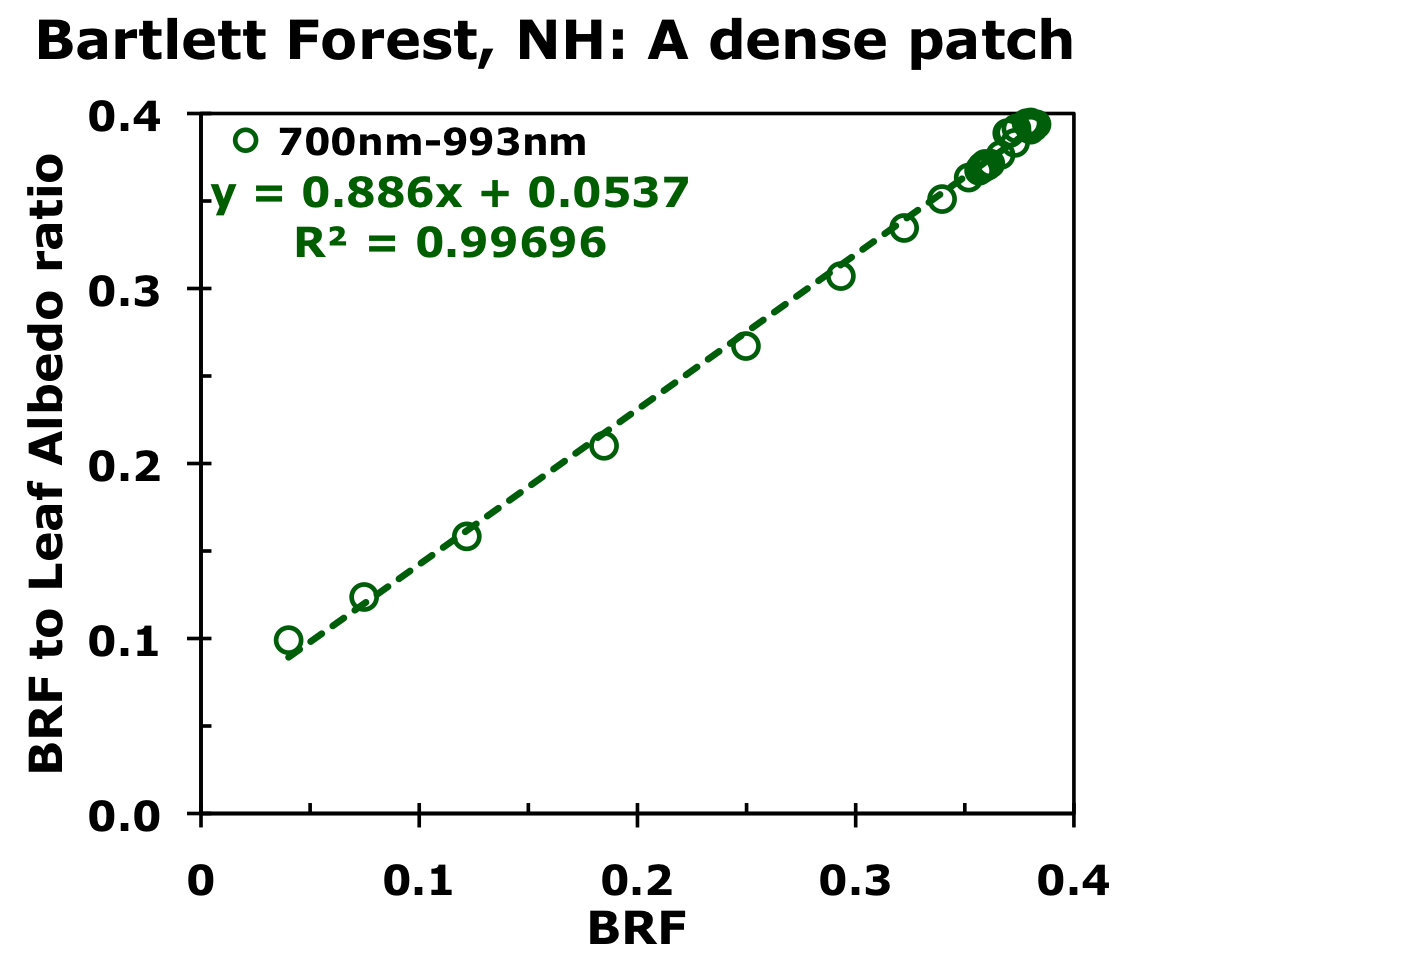 Bartlett Forest, NH: A dense patch
BRF to Leaf Albedo ratio
0.4
0.3
0.2
0.1
0.0
700nm-993nm
y = 0.886x + 0.0537
R² = 0.99696
0 0.1 0.2 0.3 0.4
BRF